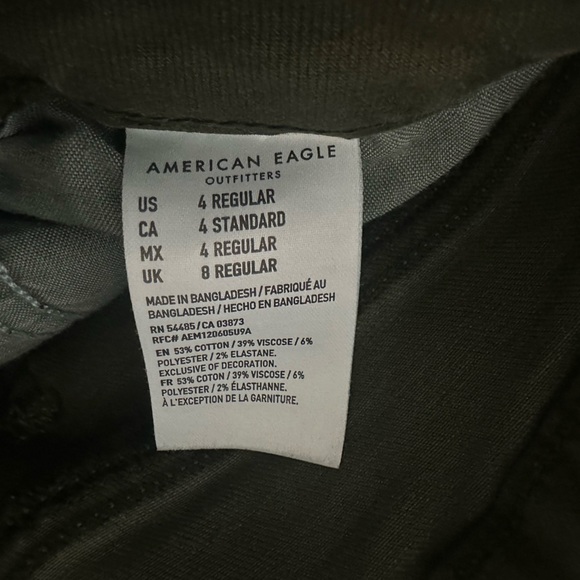 AMERICAN EAGLE
OUTFITTERS
US 4 REGULAR
CA 4 STANDARD
MX 4 REGULAR
UK 8 REGULAR
MADE IN BANGLADESH / FABRIQUÉ AU
BANGLADESH / HECHO EN BANGLADESH
RN 54485 / CA 03873
RFC# AEM120605U9A
EN 53% COTTON / 39% VISCOSE / 6%
POLYESTER / 2% ELASTANE.
EXCLUSIVE OF DECORATION.
FR 53% COTON / 39% VISCOSE / 6%
POLYESTER / 2% ÉLASTHANNE.
À L'EXCEPTION DE LA GARNITURE.